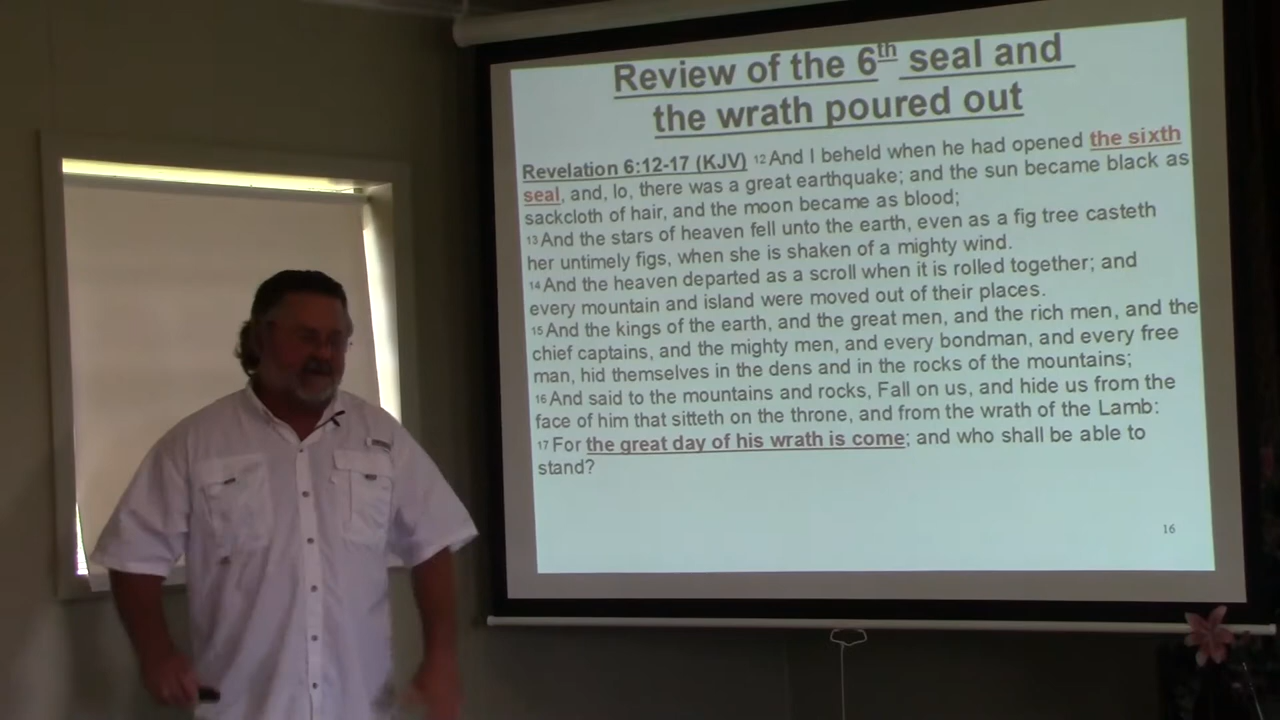 Review of the 6th seal and
the wrath poured out
Revelation 6:12-17 (KJV) 12 And I beheld when he had opened the sixth
seal, and, lo, there was a great earthquake; and the sun became black as
sackcloth of hair, and the moon became as blood;
13 And the stars of heaven fell unto the earth, even as a fig tree casteth
her untimely figs, when she is shaken of a mighty wind.
14 And the heaven departed as a scroll when it is rolled together; and
every mountain and island were moved out of their places.
15 And the kings of the earth, and the great men, and the rich men, and the
chief captains, and the mighty men, and every bondman, and every free
man, hid themselves in the dens and in the rocks of the mountains;
16 And said to the mountains and rocks, Fall on us, and hide us from the
face of him that sitteth on the throne, and from the wrath of the Lamb:
17 For the great day of his wrath is come; and who shall be able to
stand?
16